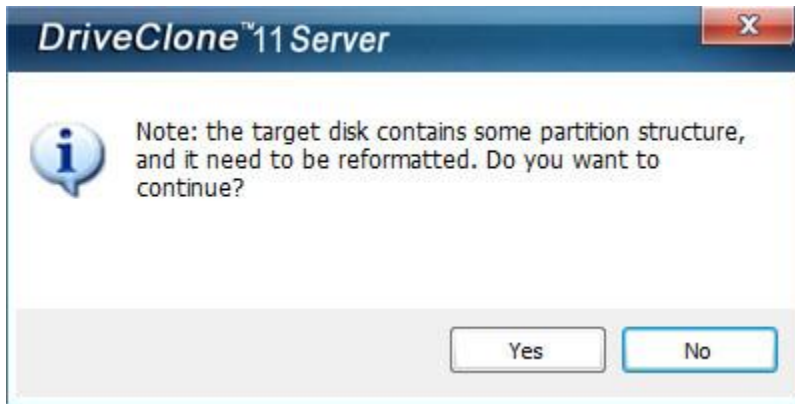 DriveClone™11 Server
X
Note: the target disk contains some partition structure,
and it need to be reformatted. Do you want to
continue?
Yes
No